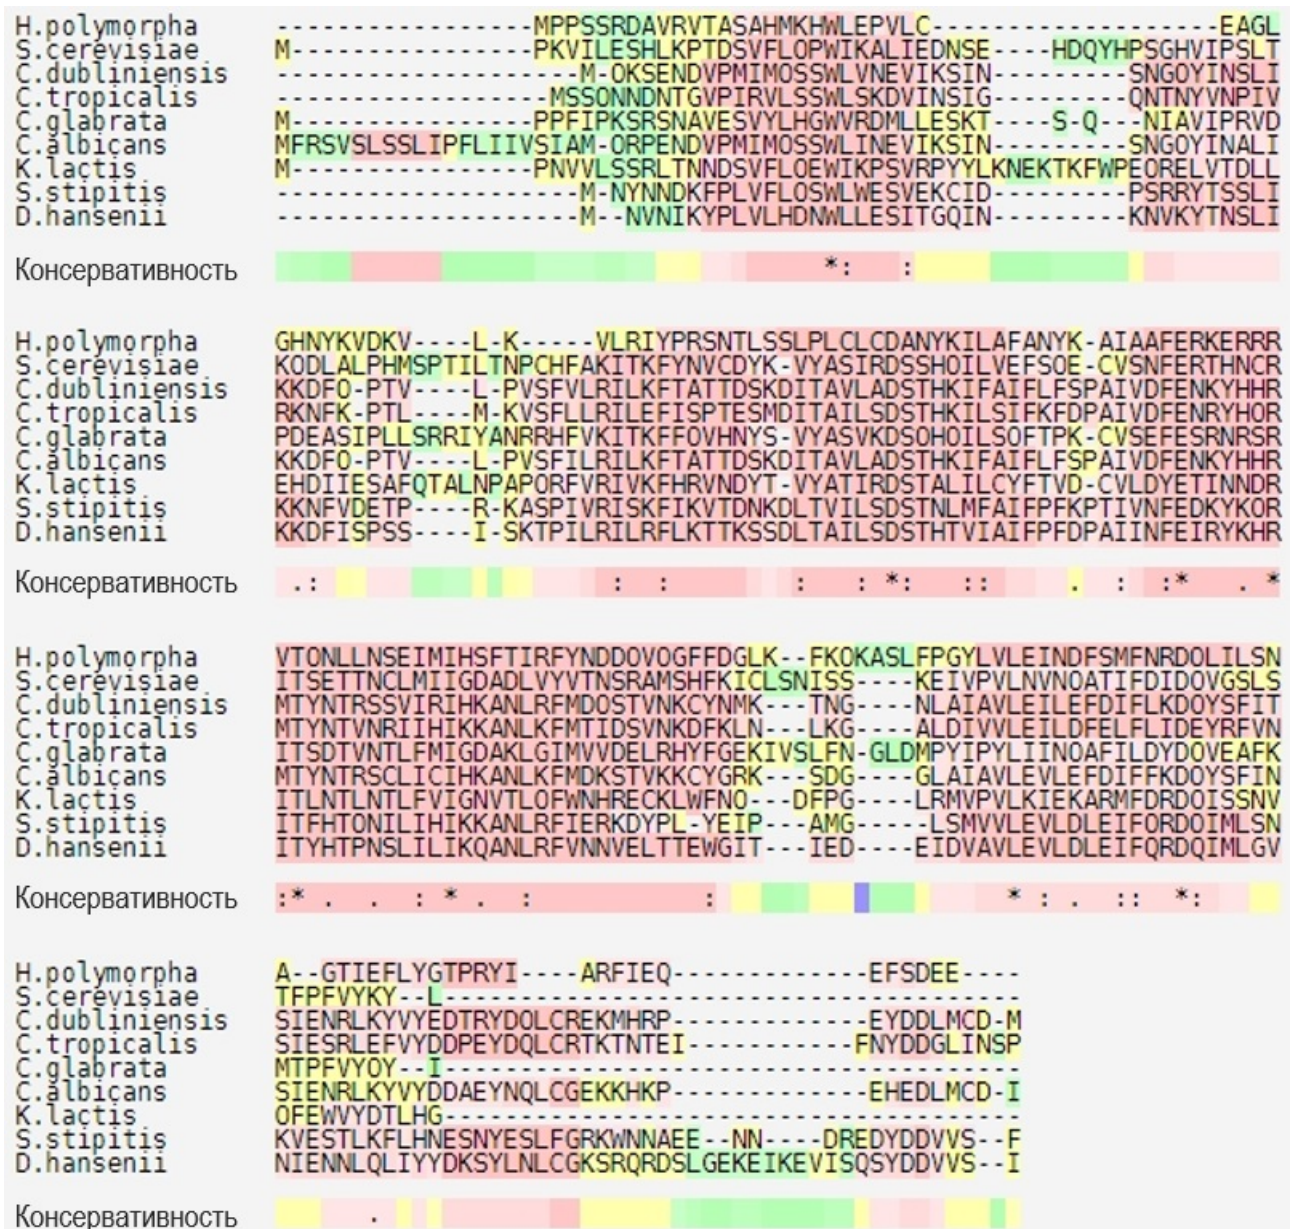 H.polymorpha -----------------MPPSSRDAVRVTASAHMKHWLEPVLC-------------------EAGL
S.cerevisiae M----------------PKVILESHLKPTDSVFLOPWIKALIEDNSE----HDQYHPSGHVIPSLT
C.dubliniensis --------------------M-OKSENDVPMIMOSSWLVNEVIKSIN---------SNGOYINSLI
C.tropicalis ------------------MSSONNDNTGVPIRVLSSWLSKDVINSIG---------QNTNYVNPIV
C.glabrata M----------------PPFIPKSRSNAVESVYLHGWVRDMLLESKT----S-Q---NIAVIPRVD
C.albicans MFRSVSLSSLIPFLIIVSIAM-ORPENDVPMIMOSSWLINEVIKSIN---------SNGOYINALI
K.lactis M----------------PNVVLSSRLTNNDSVFLOEWIKPSVRPYYLKNEKTKFWPEORELVTDLL
S.stipitis --------------------M-NYNNDKFPLVFLOSWLWESVEKCID---------PSRRYTSSLI
D.hansenii --------------------M--NVNIKYPLVLHDNWLLESITGQIN---------KNVKYTNSLI
Консервативность *: :
H.polymorpha GHNYKVDKV----L-K-----VLRIYPRSNTLSSLPLCLCDANYKILAFANYK-AIAAFERKERRR
S.cerevisiae KODLALPHMSPTILTNPCHFAKITKFYNVCDYK-VYASIRDSSHOILVEFSOE-CVSNFERTHNCR
C.dubliniensis KKDFO-PTV----L-PVSFVLRILKFTATTDSKDITAVLADSTHKIFAIFLFSPAIVDFENKYHHR
C.tropicalis RKNFK-PTL----M-KVSFLLRILEFISPTESMDITAILSDSTHKILSIFKFDPAIVDFENRYHOR
C.glabrata PDEASIPLLSRRIYANRRHFVKITKFFOVHNYS-VYASVKDSOHOILSOFTPK-CVSEFESRNRSR
C.albicans KKDFO-PTV----L-PVSFILRILKFTATTDSKDITAVLADSTHKIFAIFLFSPAIVDFENKYHHR
K.lactis EHDIIESAFQTALNPAPORFVRIVKFHRVNDYT-VYATIRDSTALILCYFTVD-CVLDYETINNDR
S.stipitis KKNFVDETP----R-KASPIVRISKFIKVTDNKDLTVILSDSTNLMFAIFPFKPTIVNFEDKYKOR
D.hansenii KKDFISPSS----I-SKTPILRILRFLKTTKSSDLTAILSDSTHTVIAIFPFDPAIINFEIRYKHR
Консервативность .: : : : : *: :: . : :* . *
H.polymorpha VTONLLNSEIMIHSFTIRFYNDDOVOGFFDGLK--FKOKASLFPGYLVLEINDFSMFNRDOLILSN
S.cerevisiae ITSETTNCLMIIGDADLVYVTNSRAMSHFKICLSNISS----KEIVPVLNVNOATIFDIDOVGSLS
C.dubliniensis MTYNTRSSVIRIHKANLRFMDOSTVNKCYNMK---TNG----NLAIAVLEILEFDIFLKDOYSFIT
C.tropicalis MTYNTVNRIIHIKKANLKFMTIDSVNKDFKLN---LKG----ALDIVVLEILDFELFLIDEYRFVN
C.glabrata ITSDTVNTLFMIGDAKLGIMVVDELRHYFGEKIVSLFN-GLDMPYIPYLIINOAFILDYDOVEAFK
C.albicans MTYNTRSCLICIHKANLKFMDKSTVKKCYGRK---SDG----GLAIAVLEVLEFDIFFKDOYSFIN
K.lactis ITLNTLNTLFVIGNVTLOFWNHRECKLWFNO---DFPG----LRMVPVLKIEKARMFDRDOISSNV
S.stipitis ITFHTONILIHIKKANLRFIERKDYPL-YEIP---AMG-----LSMVVLEVLDLEIFORDOIMLSN
D.hansenii ITYHTPNSLILIKQANLRFVNNVELTTEWGIT---IED----EIDVAVLEVLDLEIFQRDQIMLGV
Консервативность :* . . : * . : : * : . :: *:
H.polymorpha A--GTIEFLYGTPRYI----ARFIEQ-------------EFSDEE----
S.cerevisiae TFPFVYKY--L--------------------------------------
C.dubliniensis SIENRLKYVYEDTRYDOLCREKMHRP-------------EYDDLMCD-M
C.tropicalis SIESRLEFVYDDPEYDQLCRTKTNTEI-----------FNYDDGLINSP
C.glabrata MTPFVYOY--I--------------------------------------
C.albicans SIENRLKYVYDDAEYNQLCGEKKHKP-------------EHEDLMCD-I
K.lactis OFEWVYDTLHG--------------------------------------
S.stipitis KVESTLKFLHNESNYESLFGRKWNNAEE--NN----DREDYDDVVS--F
D.hansenii NIENNLQLIYYDKSYLNLCGKSRQRDSLGEKEIKEVISQSYDDVVS--I
Консервативность .